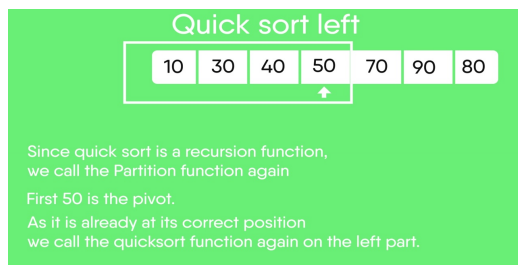 Quick sort left
10 30 40 50 70 90 80
Since quick sort is a recursion function,
we call the Partition function again
First 50 is the pivot.
As it is already at its correct position
we call the quicksort function again on the left part.